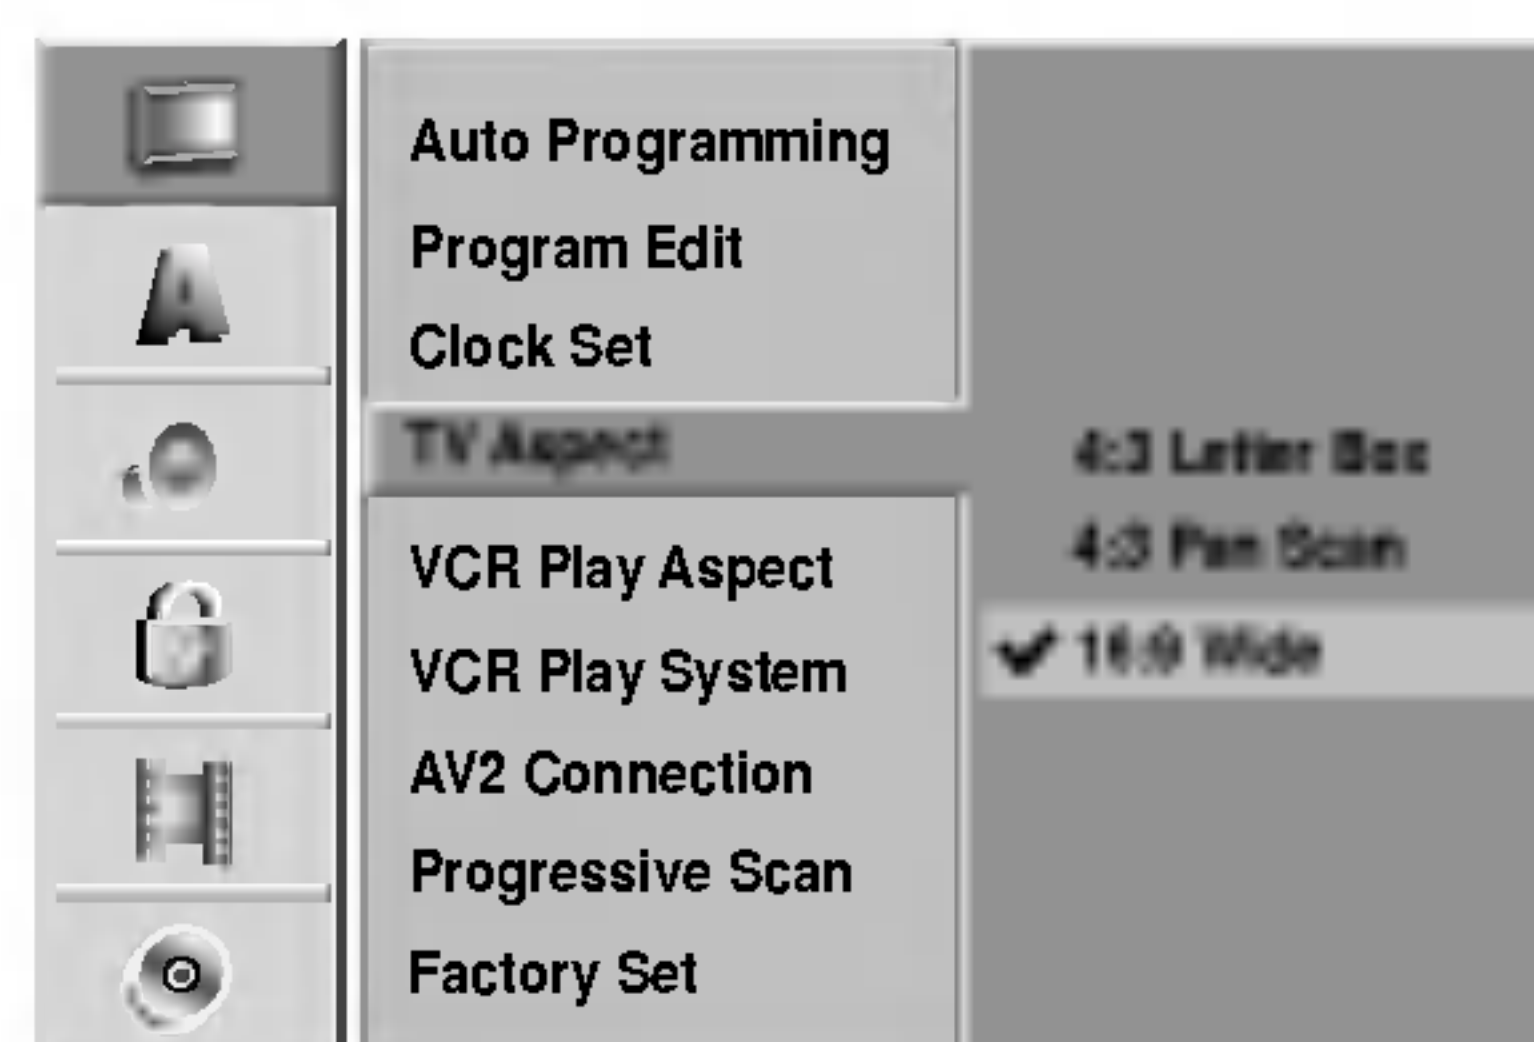 Auto Programming
Program Edit
Clock Set
TV Aspect
4:3 Letter Box
4:3 Pan Scan
16:9 Wide
VCR Play Aspect
VCR Play System
AV2 Connection
Progressive Scan
Factory Set